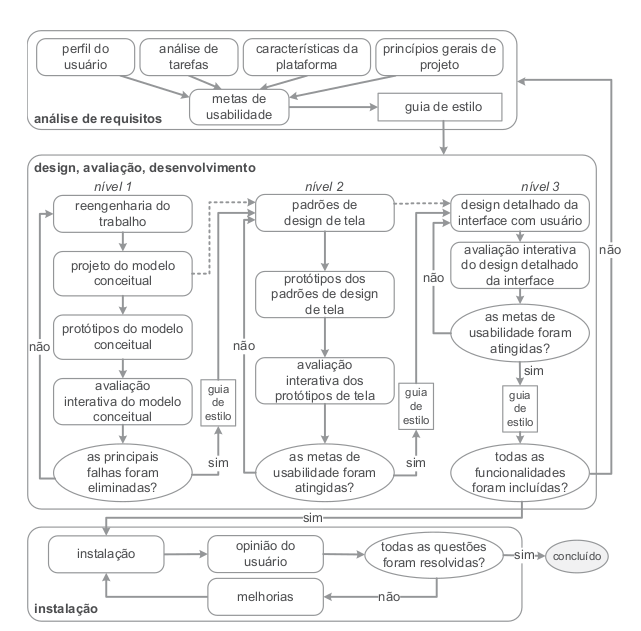 perfil do
usuário
análise de
tarefas
características da
plataforma
princípios gerais de
projeto
metas de
usabilidade
guia de estilo
análise de requisitos
design, avaliação, desenvolvimento
nível 1
nível 2
nível 3
reengenharia do
trabalho
projeto do modelo
conceitual
protótipos do modelo
conceitual
não
avaliação
interativa do modelo
conceitual
as principais
falhas foram
eliminadas?
sim
guia
de
estilo
padrões de
design de tela
protótipos dos
padrões de design
de tela
não
avaliação
interativa dos
protótipos de tela
as metas de
usabilidade foram
atingidas?
sim
guia
de
estilo
design detalhado da
interface com usuário
avaliação interativa
do design detalhado
da interface
não
as metas de
usabilidade foram
atingidas?
sim
guia
de
estilo
todas as
funcionalidades
foram incluídas?
não
sim
instalação
opinião do
usuário
todas as questões
foram resolvidas?
sim
concluído
não
melhorias
instalação